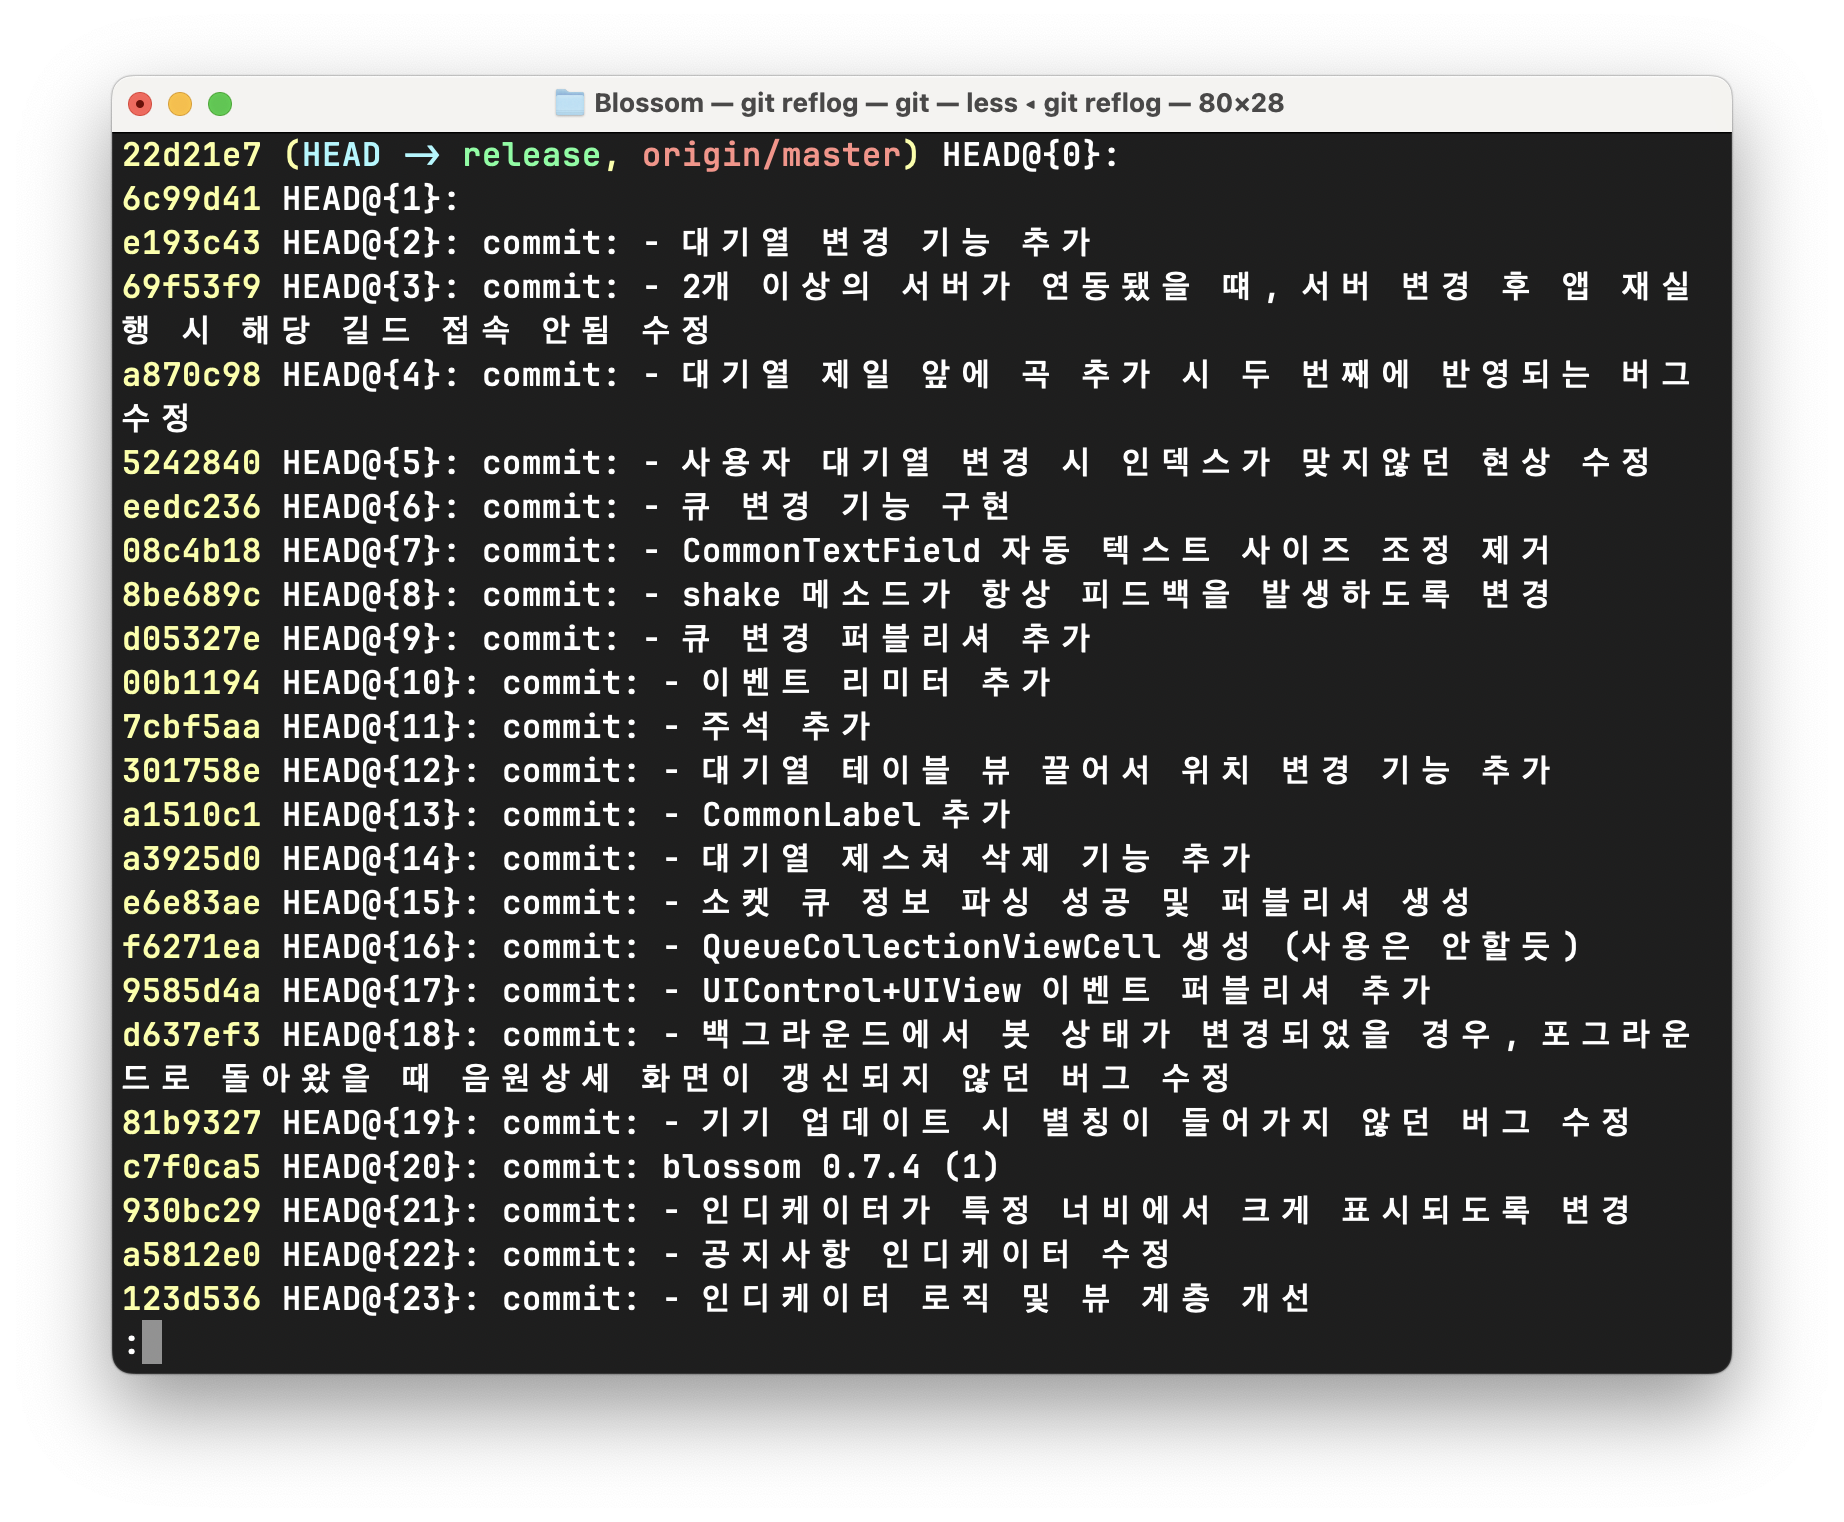 Blossom — git reflog — git — less ◂ git reflog — 80×28
22d21e7 (HEAD -> release, origin/master) HEAD@{0}:
6c99d41 HEAD@{1}:
e193c43 HEAD@{2}: commit: - 대기열 변경 기능 추가
69f53f9 HEAD@{3}: commit: - 2개 이상의 서버가 연동됐을 떄, 서버 변경 후 앱 재실
행 시 해당 길드 접속 안됨 수정
a870c98 HEAD@{4}: commit: - 대기열 제일 앞에 곡 추가 시 두 번째에 반영되는 버그
수정
5242840 HEAD@{5}: commit: - 사용자 대기열 변경 시 인덱스가 맞지않던 현상 수정
eedc236 HEAD@{6}: commit: - 큐 변경 기능 구현
08c4b18 HEAD@{7}: commit: - CommonTextField 자동 텍스트 사이즈 조정 제거
8be689c HEAD@{8}: commit: - shake 메소드가 항상 피드백을 발생하도록 변경
d05327e HEAD@{9}: commit: - 큐 변경 퍼블리셔 추가
00b1194 HEAD@{10}: commit: - 이벤트 리미터 추가
7cbf5aa HEAD@{11}: commit: - 주석 추가
301758e HEAD@{12}: commit: - 대기열 테이블 뷰 끌어서 위치 변경 기능 추가
a1510c1 HEAD@{13}: commit: - CommonLabel 추가
a3925d0 HEAD@{14}: commit: - 대기열 제스쳐 삭제 기능 추가
e6e83ae HEAD@{15}: commit: - 소켓 큐 정보 파싱 성공 및 퍼블리셔 생성
f6271ea HEAD@{16}: commit: - QueueCollectionViewCell 생성 (사용은 안할듯)
9585d4a HEAD@{17}: commit: - UIControl+UIView 이벤트 퍼블리셔 추가
d637ef3 HEAD@{18}: commit: - 백그라운드에서 봇 상태가 변경되었을 경우, 포그라운
드로 돌아왔을 때 음원상세 화면이 갱신되지 않던 버그 수정
81b9327 HEAD@{19}: commit: - 기기 업데이트 시 별칭이 들어가지 않던 버그 수정
c7f0ca5 HEAD@{20}: commit: blossom 0.7.4 (1)
930bc29 HEAD@{21}: commit: - 인디케이터가 특정 너비에서 크게 표시되도록 변경
a5812e0 HEAD@{22}: commit: - 공지사항 인디케이터 수정
123d536 HEAD@{23}: commit: - 인디케이터 로직 및 뷰 계층 개선
: